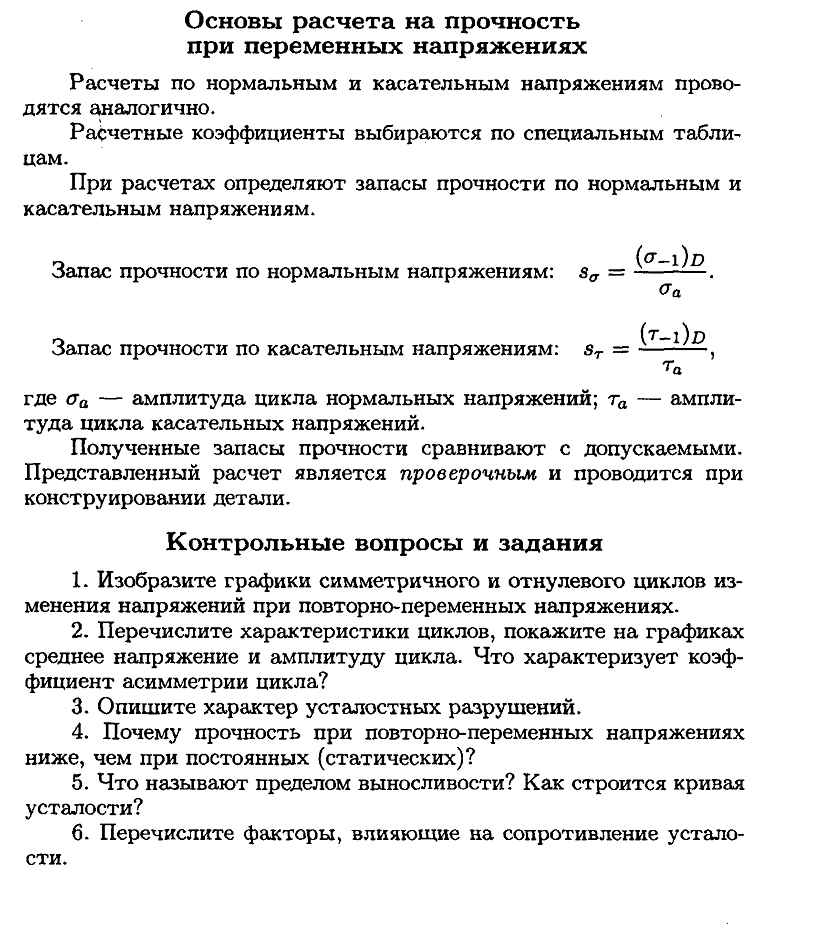 Основы расчета на прочность
при переменных напряжениях
Расчеты по нормальным и касательным напряжениям прово-
дятся аналогично.
Расчетные коэффициенты выбираются по специальным табли-
цам.
При расчетах определяют запасы прочности по нормальным и
касательным напряжениям.
Запас прочности по нормальным напряжениям: s_σ = (σ_{-1})_D / σ_a.
Запас прочности по касательным напряжениям: s_τ = (τ_{-1})_D / τ_a,
где σ_a — амплитуда цикла нормальных напряжений; τ_a — ампли-
туда цикла касательных напряжений.
Полученные запасы прочности сравнивают с допускаемыми.
Представленный расчет является проверочным и проводится при
конструировании детали.
Контрольные вопросы и задания
1. Изобразите графики симметричного и отнулевого циклов из-
менения напряжений при повторно-переменных напряжениях.
2. Перечислите характеристики циклов, покажите на графиках
среднее напряжение и амплитуду цикла. Что характеризует коэф-
фициент асимметрии цикла?
3. Опишите характер усталостных разрушений.
4. Почему прочность при повторно-переменных напряжениях
ниже, чем при постоянных (статических)?
5. Что называют пределом выносливости? Как строится кривая
усталости?
6. Перечислите факторы, влияющие на сопротивление устало-
сти.